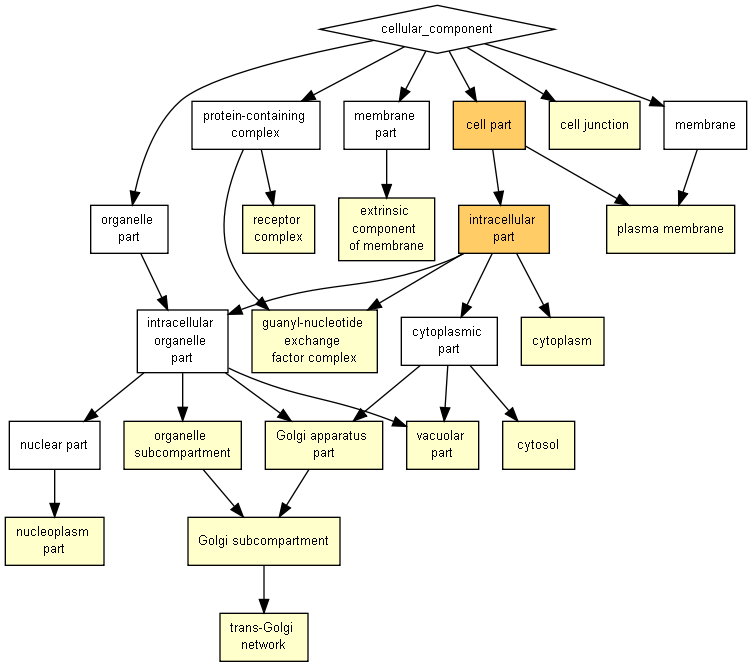 cellular_component
protein-containing
complex
membrane
part
cell part
cell junction
membrane
organelle
part
receptor
complex
extrinsic
component
of membrane
intracellular
part
plasma membrane
intracellular
organelle
part
guanyl-nucleotide
exchange
factor complex
cytoplasmic
part
cytoplasm
nuclear part
organelle
subcompartment
Golgi apparatus
part
vacuolar
part
cytosol
nucleoplasm
part
Golgi subcompartment
trans-Golgi
network